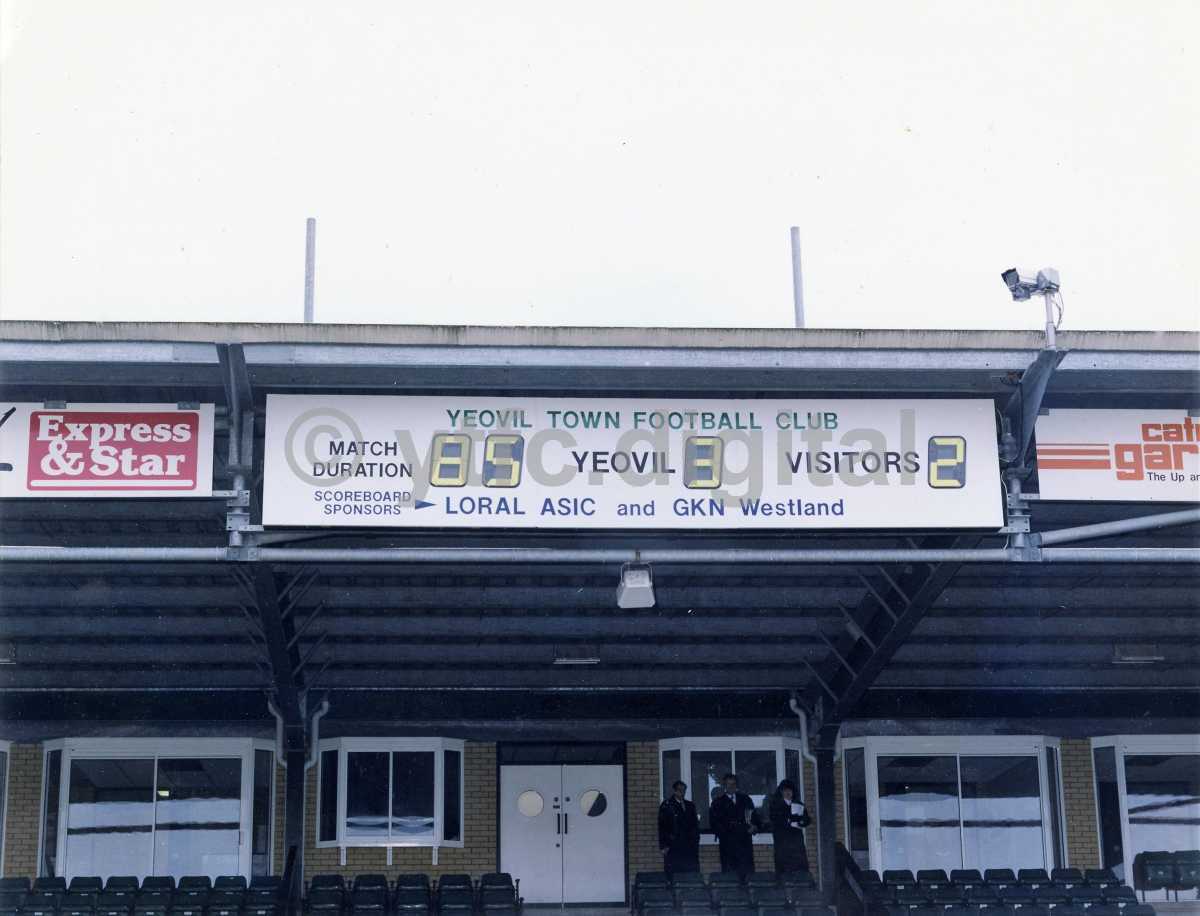 Express
& Star
YEOVIL TOWN FOOTBALL CLUB
MATCH
DURATION
85
YEOVIL
3
VISITORS
2
SCOREBOARD
SPONSORS
LORAL ASIC and GKN Westland
© ytfc.digital
The Up